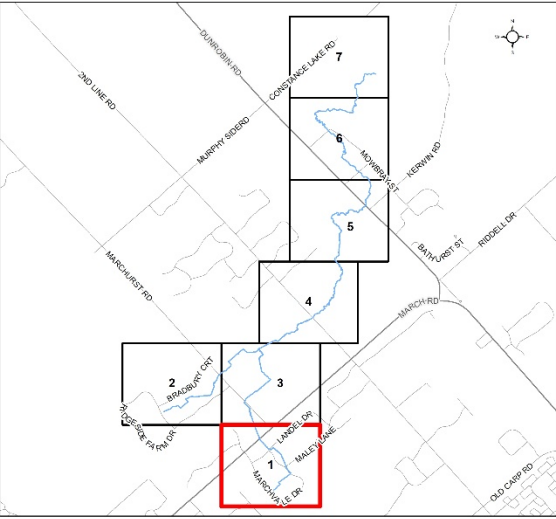 N
W
E
S
7
DUNROBIN RD
CONSTANCE LAKE RD
2ND LINE RD
MURPHY SIDERD
6
MOWBRAY ST
KERWIN RD
5
BATHURST ST
RIDDELL DR
MARCHURST RD
4
MARCH RD
2
BRADBURY CRT
3
RIDGESIDE FARM DR
LANDEL DR
1
MALEY LANE
MARCHVALE DR
OLD CARP RD